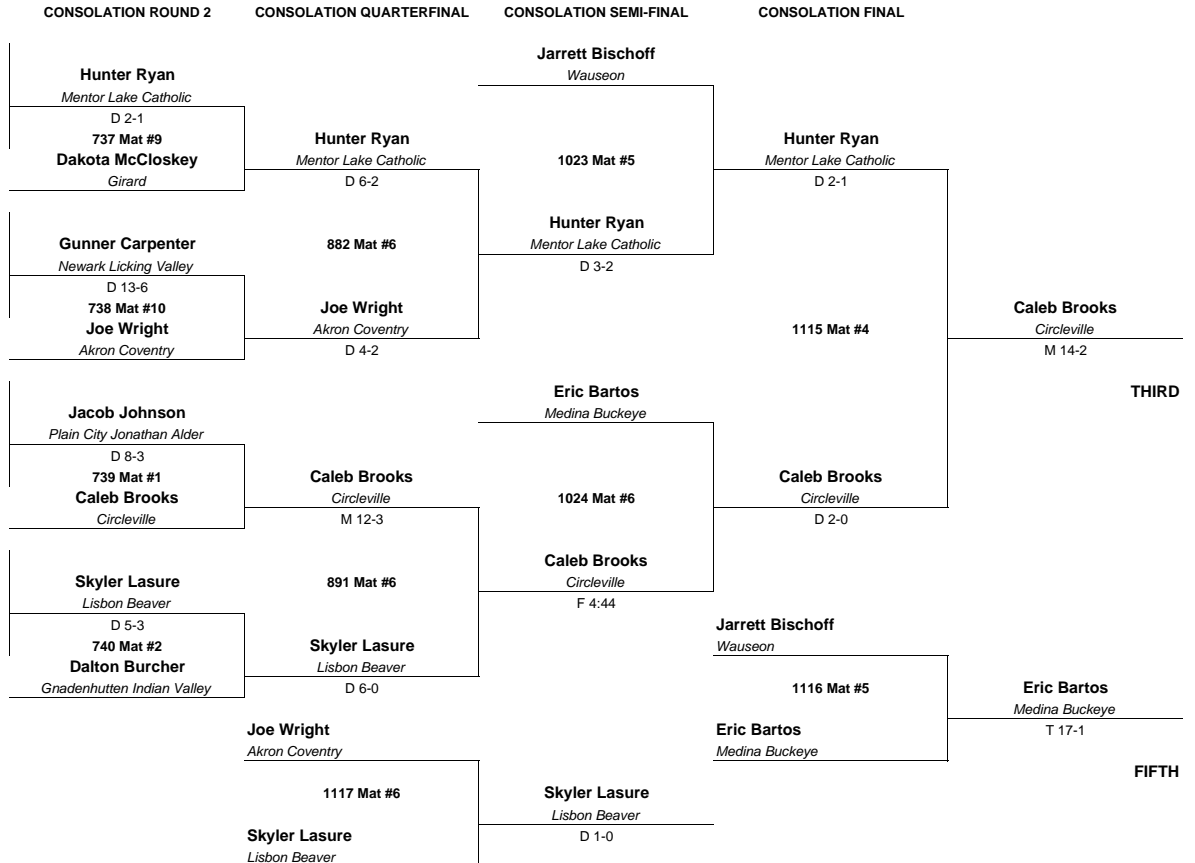 CONSOLATION ROUND 2
CONSOLATION QUARTERFINAL
CONSOLATION SEMI-FINAL
CONSOLATION FINAL
Hunter Ryan
Mentor Lake Catholic
D 2-1
737 Mat #9
Dakota McCloskey
Girard
Gunner Carpenter
Newark Licking Valley
D 13-6
738 Mat #10
Joe Wright
Akron Coventry
Jacob Johnson
Plain City Jonathan Alder
D 8-3
739 Mat #1
Caleb Brooks
Circleville
Skyler Lasure
Lisbon Beaver
D 5-3
740 Mat #2
Dalton Burcher
Gnadenhutten Indian Valley
Hunter Ryan
Mentor Lake Catholic
D 6-2
882 Mat #6
Joe Wright
Akron Coventry
D 4-2
Caleb Brooks
Circleville
M 12-3
891 Mat #6
Skyler Lasure
Lisbon Beaver
D 6-0
Joe Wright
Akron Coventry
1117 Mat #6
Skyler Lasure
Lisbon Beaver
Jarrett Bischoff
Wauseon
1023 Mat #5
Hunter Ryan
Mentor Lake Catholic
D 3-2
Eric Bartos
Medina Buckeye
1024 Mat #6
Caleb Brooks
Circleville
F 4:44
Skyler Lasure
Lisbon Beaver
D 1-0
Hunter Ryan
Mentor Lake Catholic
D 2-1
1115 Mat #4
Caleb Brooks
Circleville
D 2-0
Jarrett Bischoff
Wauseon
1116 Mat #5
Eric Bartos
Medina Buckeye
Caleb Brooks
Circleville
M 14-2
THIRD
Eric Bartos
Medina Buckeye
T 17-1
FIFTH